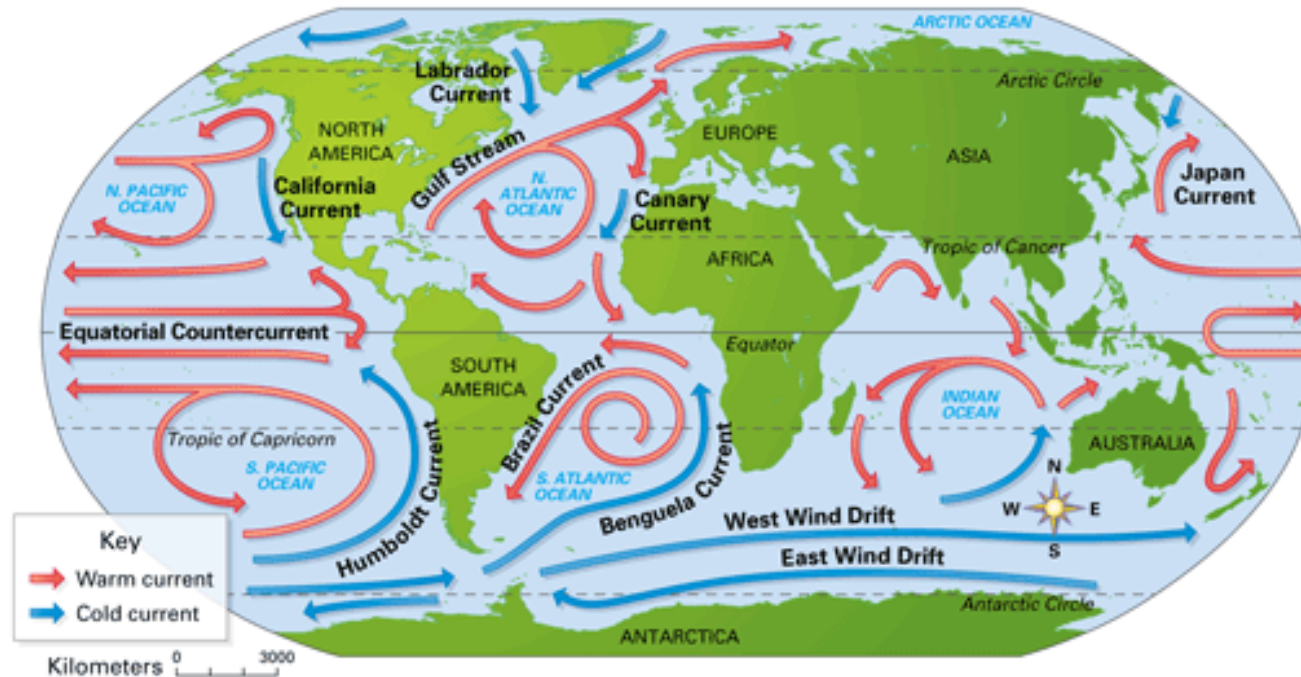 ARCTIC OCEAN
Labrador
Current
Arctic Circle
NORTH
AMERICA
EUROPE
ASIA
Gulf Stream
N. PACIFIC
OCEAN
California
Current
N.
ATLANTIC
OCEAN
Canary
Current
Japan
Current
Tropic of Cancer
AFRICA
Equatorial Countercurrent
Equator
SOUTH
AMERICA
Brazil Current
INDIAN
OCEAN
AUSTRALIA
Tropic of Capricorn
S. PACIFIC
OCEAN
Humboldt Current
S. ATLANTIC
OCEAN
Benguela Current
N
W
E
S
West Wind Drift
East Wind Drift
Antarctic Circle
ANTARCTICA
Key
Warm current
Cold current
Kilometers
0 3000